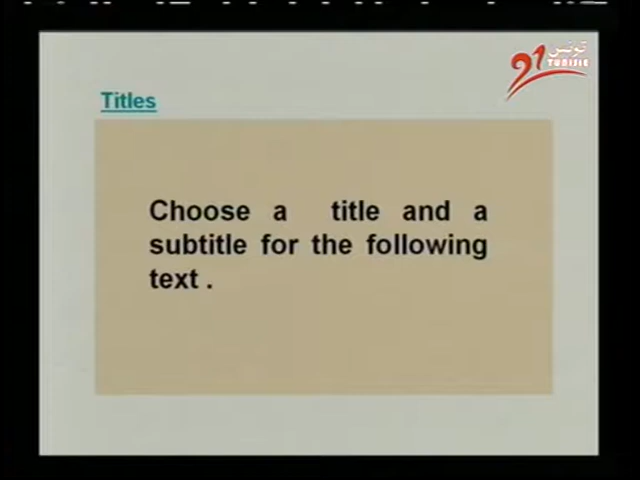 تونس
21 TUNISIE
Titles
Choose a title and a
subtitle for the following
text .